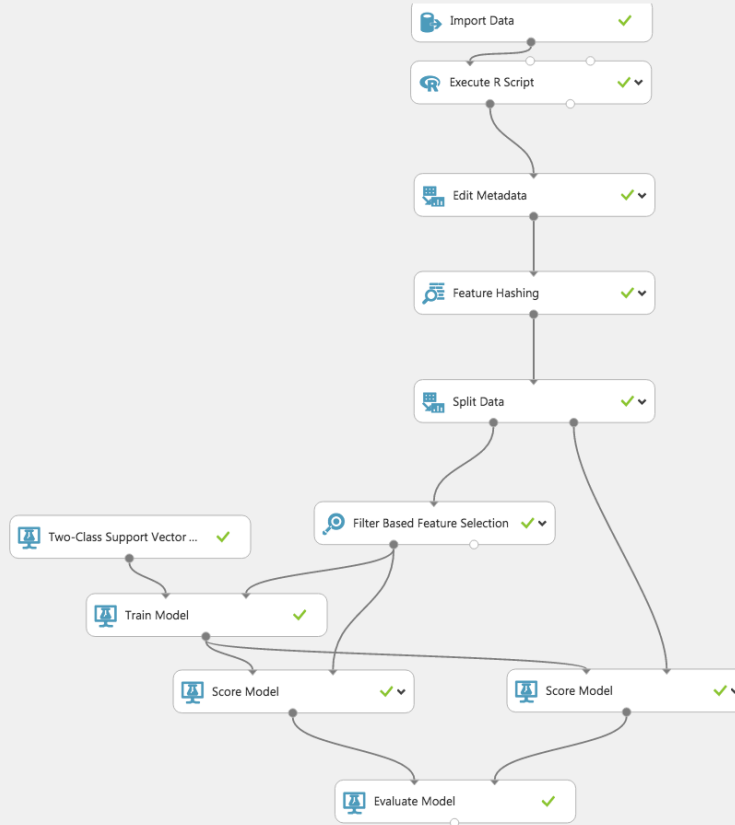 Import Data
Execute R Script
Edit Metadata
Feature Hashing
Split Data
Filter Based Feature Selection
Two-Class Support Vector ...
Train Model
Score Model
Score Model
Evaluate Model